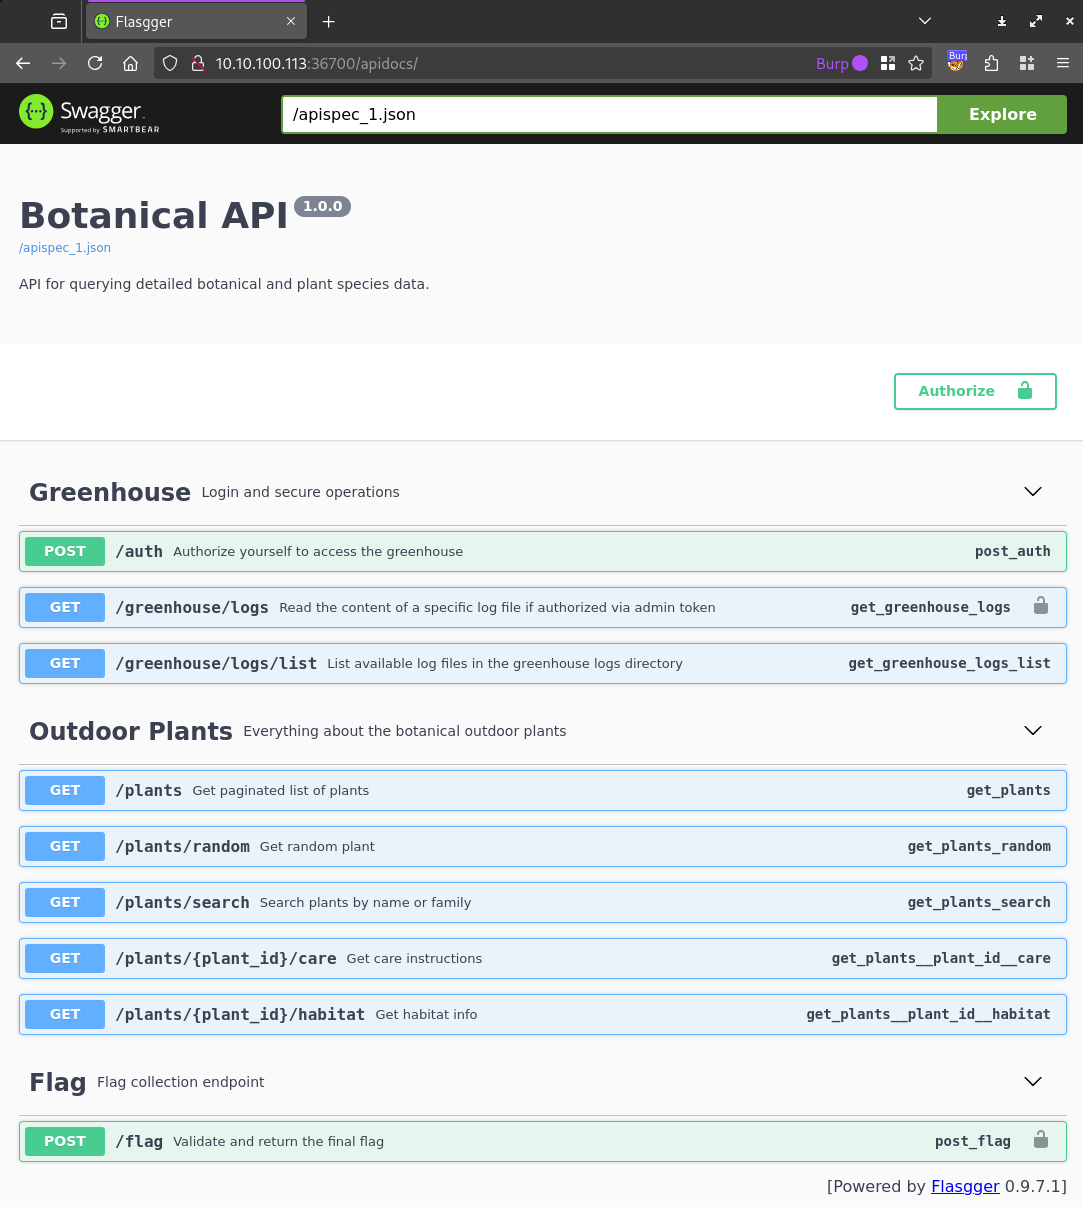 Flasgger
10.10.100.113:36700/apidocs/
Burp
Burp
Swagger
Supported by SMARTBEAR
/apispec_1.json
Explore
Botanical API 1.0.0
/apispec_1.json
API for querying detailed botanical and plant species data.
Authorize
Greenhouse Login and secure operations
POST /auth Authorize yourself to access the greenhouse post_auth
GET /greenhouse/logs Read the content of a specific log file if authorized via admin token get_greenhouse_logs
GET /greenhouse/logs/list List available log files in the greenhouse logs directory get_greenhouse_logs_list
Outdoor Plants Everything about the botanical outdoor plants
GET /plants Get paginated list of plants get_plants
GET /plants/random Get random plant get_plants_random
GET /plants/search Search plants by name or family get_plants_search
GET /plants/{plant_id}/care Get care instructions get_plants__plant_id__care
GET /plants/{plant_id}/habitat Get habitat info get_plants__plant_id__habitat
Flag Flag collection endpoint
POST /flag Validate and return the final flag post_flag
[Powered by Flasgger 0.9.7.1]